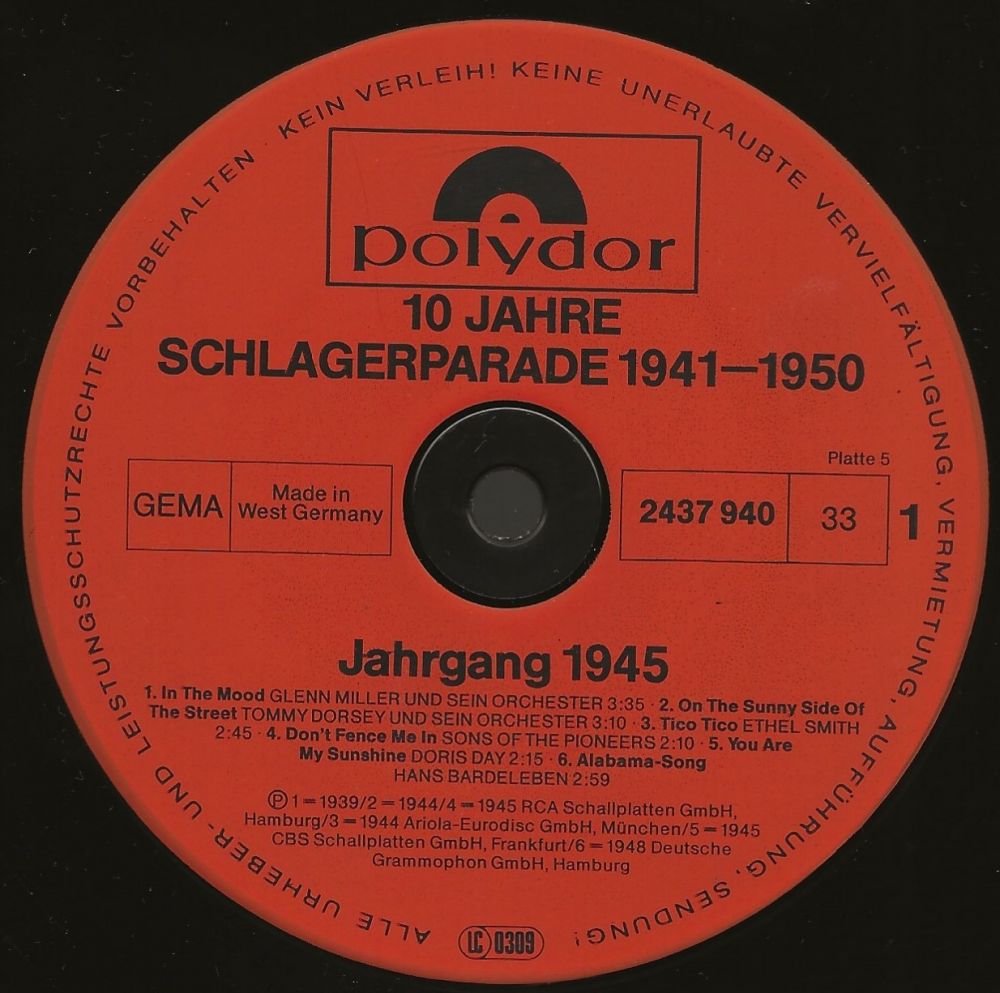 ALLE URHEBER- UND LEISTUNGSSCHUTZRECHTE VORBEHALTEN · KEIN VERLEIH! KEINE UNERLAUBTE VERVIELFÄLTIGUNG, VERMIETUNG, AUFFÜHRUNG, SENDUNG!
polydor
10 JAHRE
SCHLAGERPARADE 1941—1950
Platte 5
GEMA
Made in
West Germany
2437 940
33
1
Jahrgang 1945
1. In The Mood GLENN MILLER UND SEIN ORCHESTER 3:35 · 2. On The Sunny Side Of
The Street TOMMY DORSEY UND SEIN ORCHESTER 3:10 · 3. Tico Tico ETHEL SMITH
2:45 · 4. Don't Fence Me In SONS OF THE PIONEERS 2:10 · 5. You Are
My Sunshine DORIS DAY 2:15 · 6. Alabama-Song
HANS BARDELEBEN 2:59
Ⓟ 1 = 1939/2 = 1944/4 = 1945 RCA Schallplatten GmbH,
Hamburg/3 = 1944 Ariola-Eurodisc GmbH, München/5 = 1945
CBS Schallplatten GmbH, Frankfurt/6 = 1948 Deutsche
Grammophon GmbH, Hamburg
LC 0309